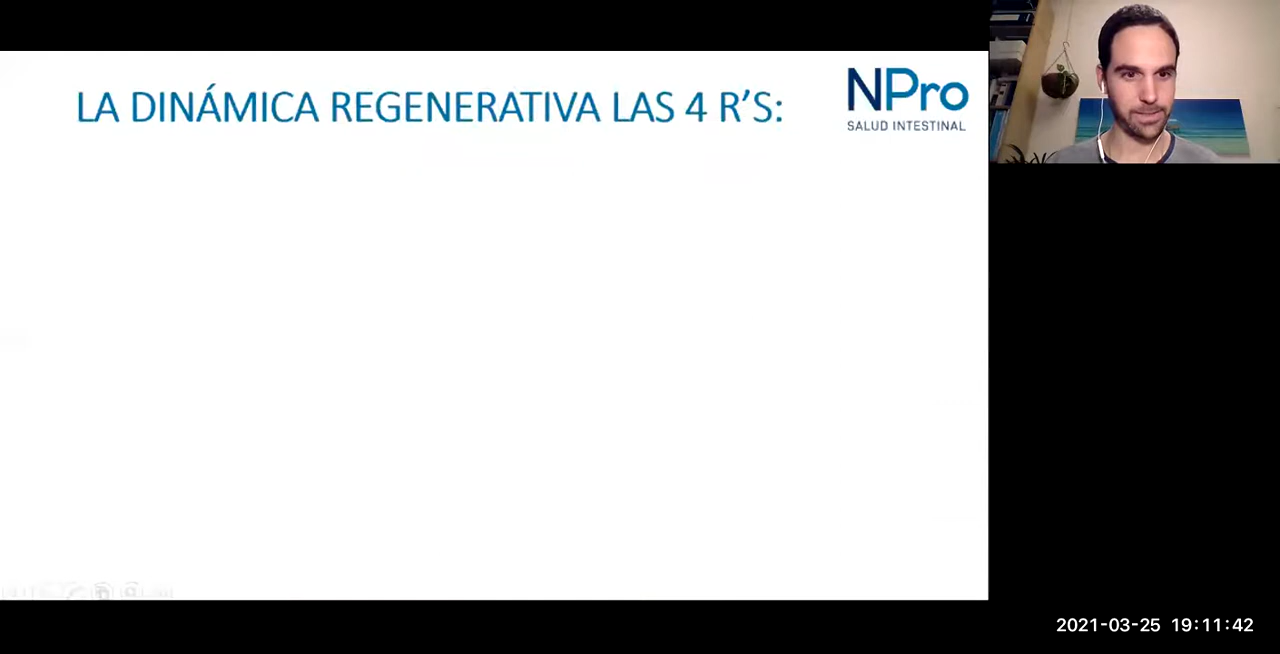 LA DINÁMICA REGENERATIVA LAS 4 R’S:
NPro
SALUD INTESTINAL
2021-03-25 19:11:42